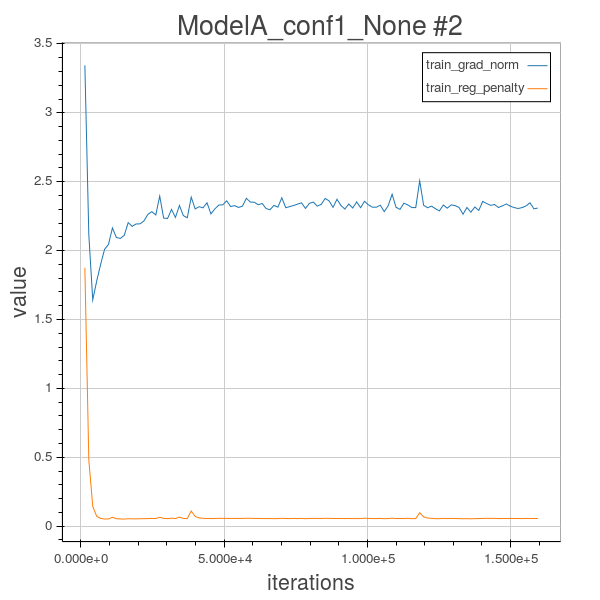 ModelA_conf1_None #2
train_grad_norm
train_reg_penalty
3.5
3
2.5
2
1.5
1
0.5
0
value
0.000e+0 5.000e+4 1.000e+5 1.500e+5
iterations